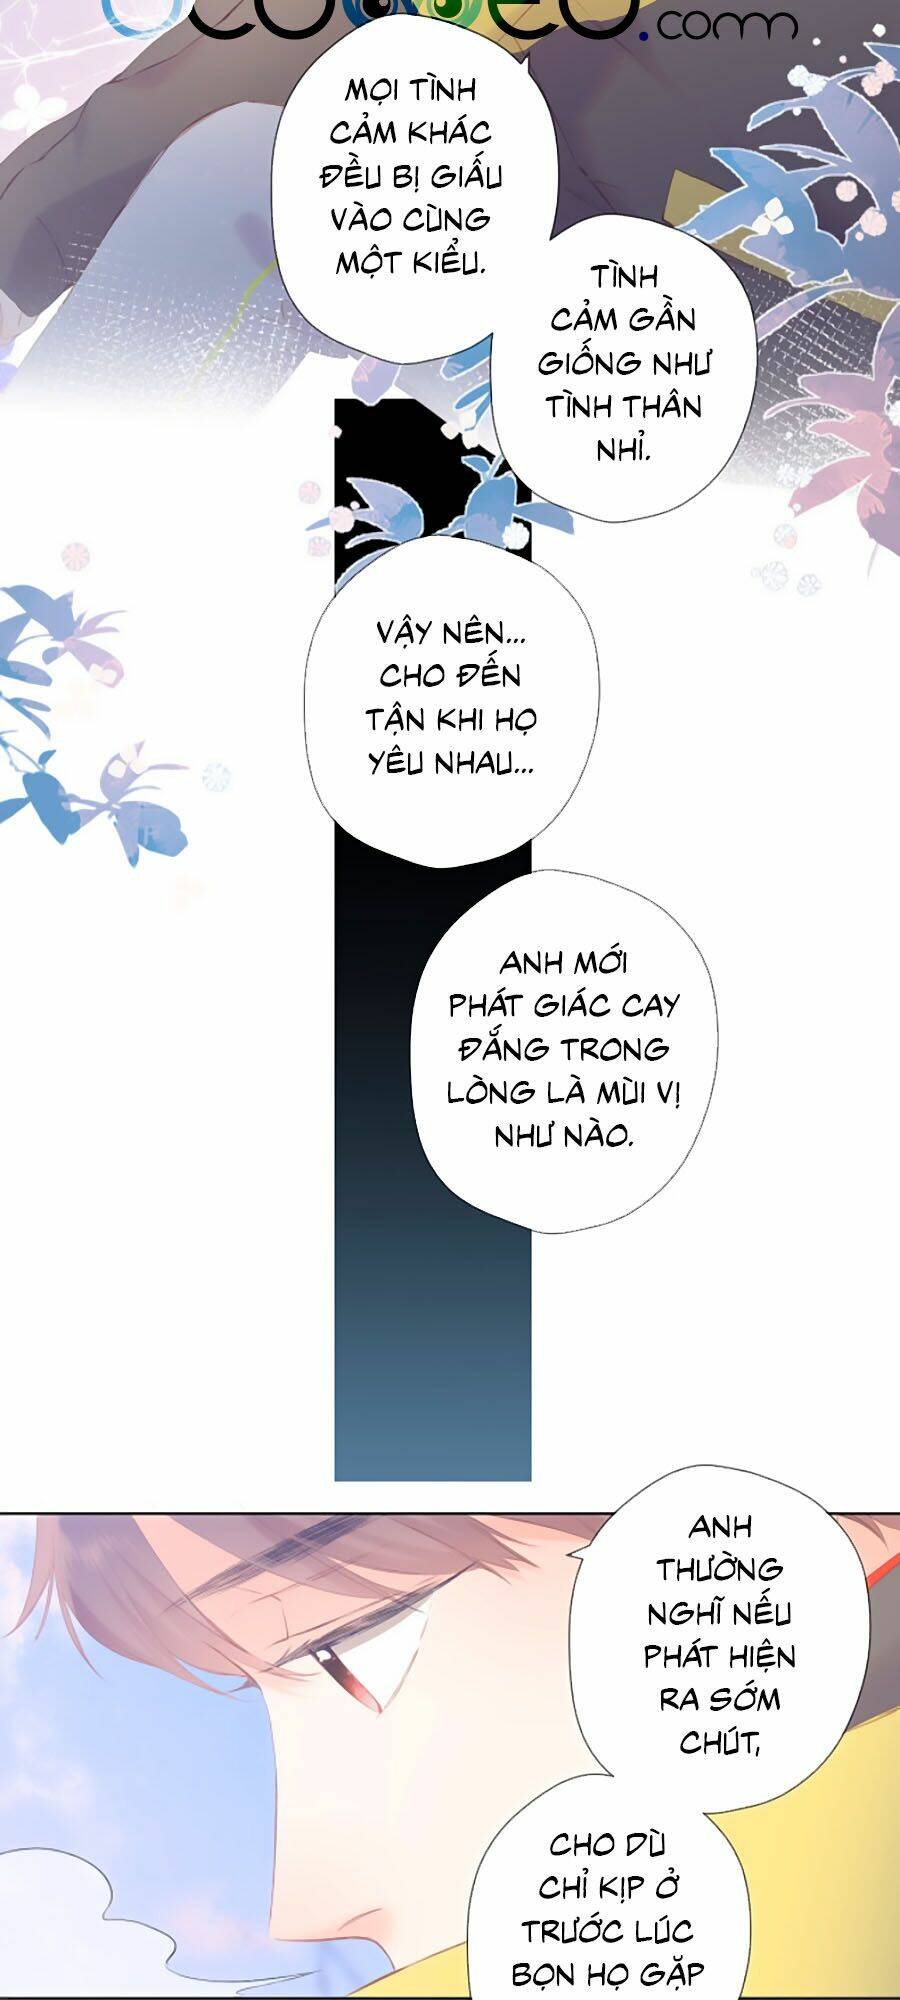 MỌI TÌNH
CẢM KHÁC
ĐỀU BỊ GIẤU
VÀO CÙNG
MỘT KIỂU.
TÌNH
CẢM GẦN
GIỐNG NHƯ
TÌNH THÂN
NHỈ.
VẬY NÊN...
CHO ĐẾN
TẬN KHI HỌ
YÊU NHAU...
ANH MỚI
PHÁT GIÁC CAY
ĐẮNG TRONG
LÒNG LÀ MÙI VỊ
NHƯ NÀO.
ANH
THƯỜNG
NGHĨ NẾU
PHÁT HIỆN
RA SỚM
CHÚT,
CHO DÙ
CHỈ KỊP Ở
TRƯỚC LÚC
BỌN HỌ GẶP